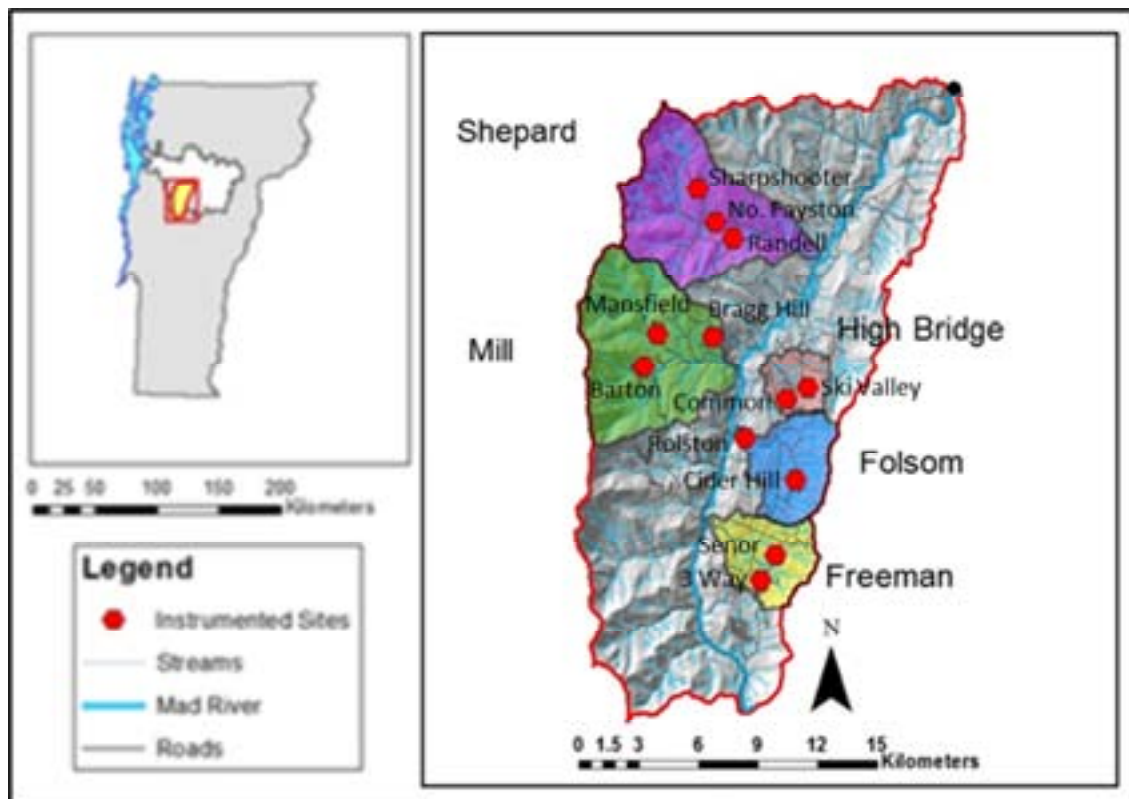 Shepard
Sharpshooter
No. Fayston
Randell
Mansfield
Bragg Hill
High Bridge
Mill
Barton
Ski Valley
Common
Rolston
Folsom
Cider Hill
Senor
3 Way
Freeman
N
0 1.5 3 6 9 12 15
Kilometers
0 25 50 100 150 200
Kilometers
Legend
Instrumented Sites
Streams
Mad River
Roads